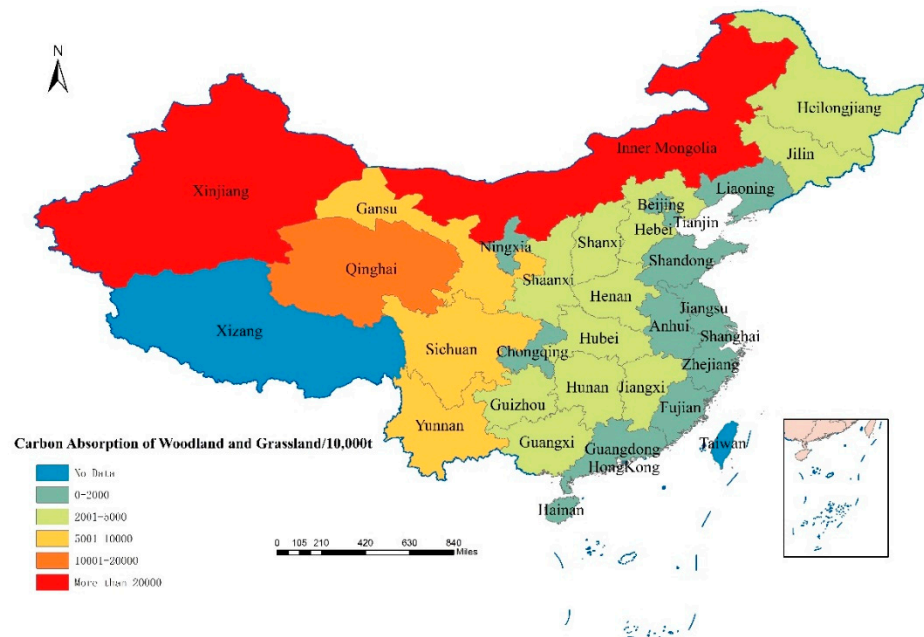 N
Heilongjiang
Jilin
Inner Mongolia
Liaoning
Xinjiang
Gansu
Beijing
Tianjin
Hebei
Ningxia
Shanxi
Shandong
Qinghai
Shaanxi
Henan
Jiangsu
Anhui
Shanghai
Xizang
Sichuan
Chongqing
Hubei
Zhejiang
Hunan
Jiangxi
Guizhou
Fujian
Yunnan
Guangxi
Guangdong
Taiwan
HongKong
Hainan
Carbon Absorption of Woodland and Grassland/10,000t
No Data
0-2000
2001-5000
5001-10000
10001-20000
More than 20000
0 105 210 420 630 840
Miles